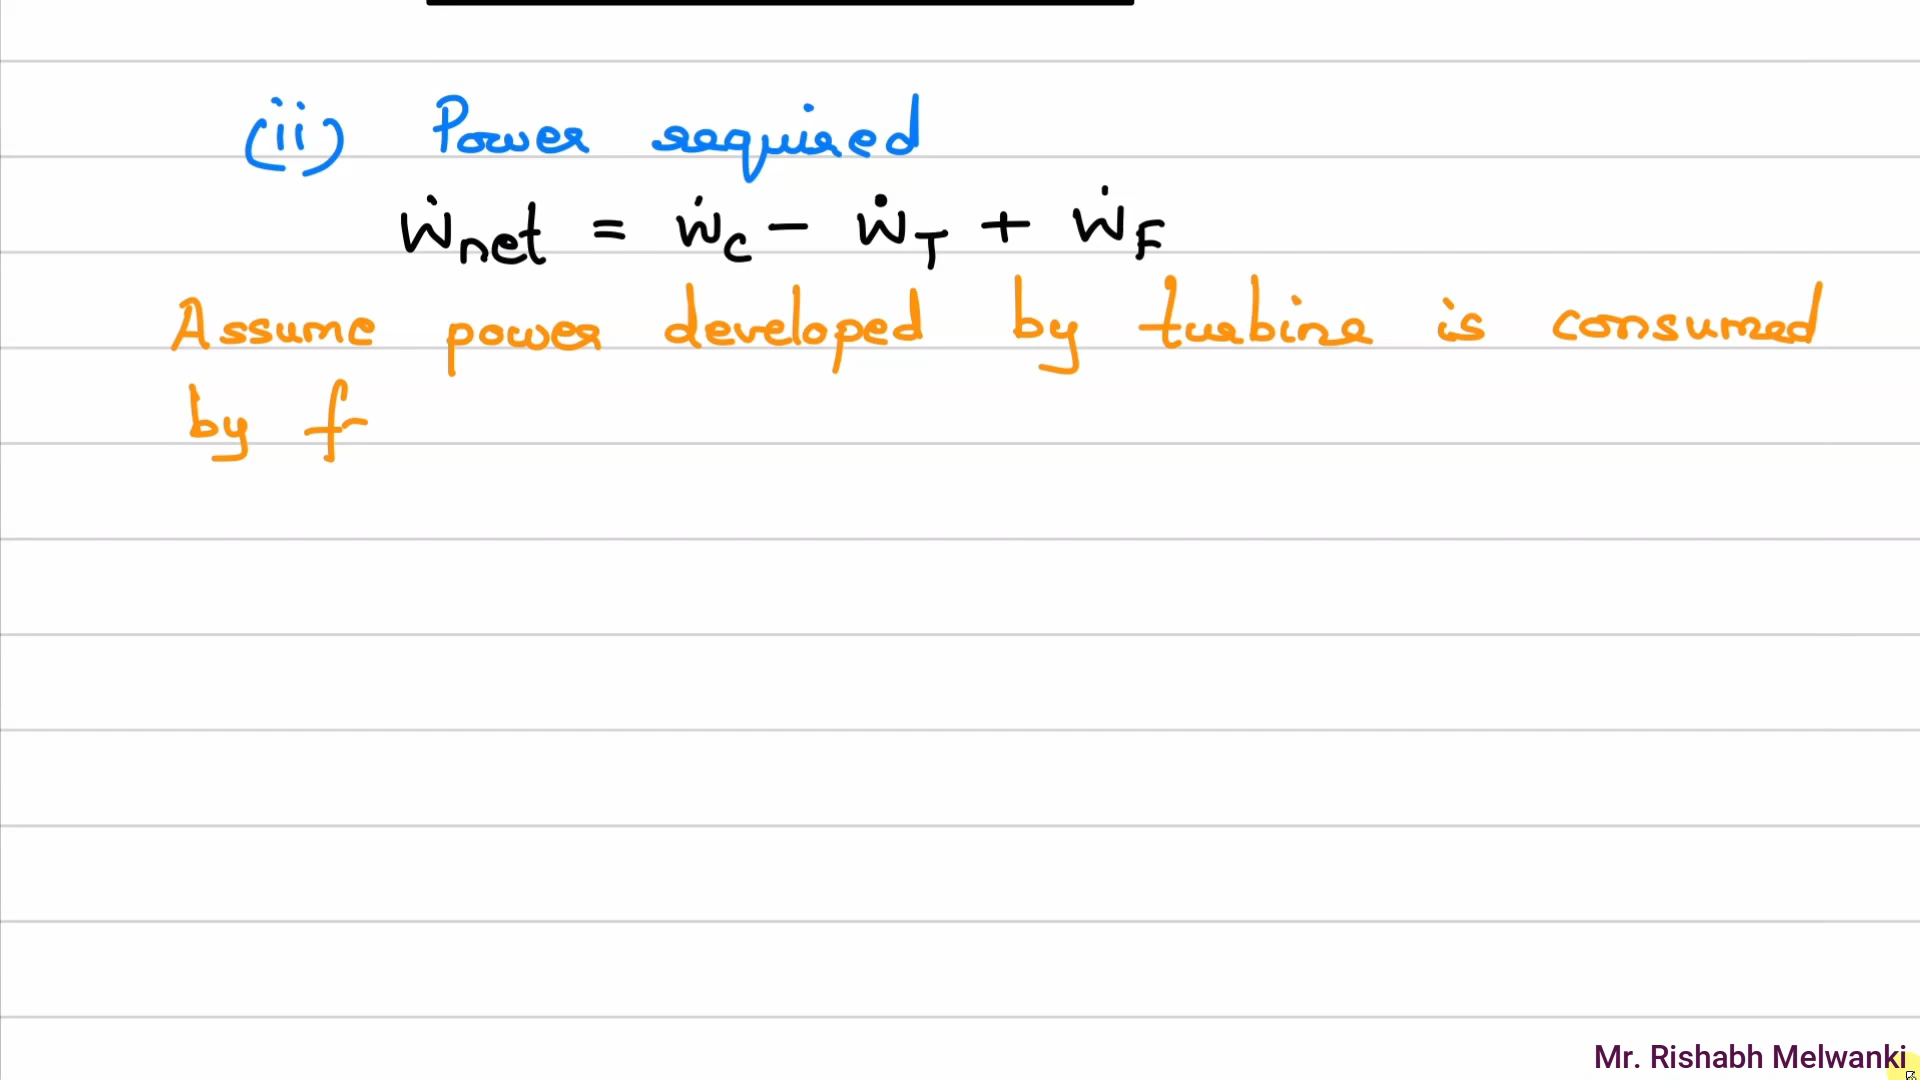 (ii) Power required
Ẇnet = Ẇc - ẆT + ẆF
Assume power developed by turbine is consumed
by f
Mr. Rishabh Melwanki